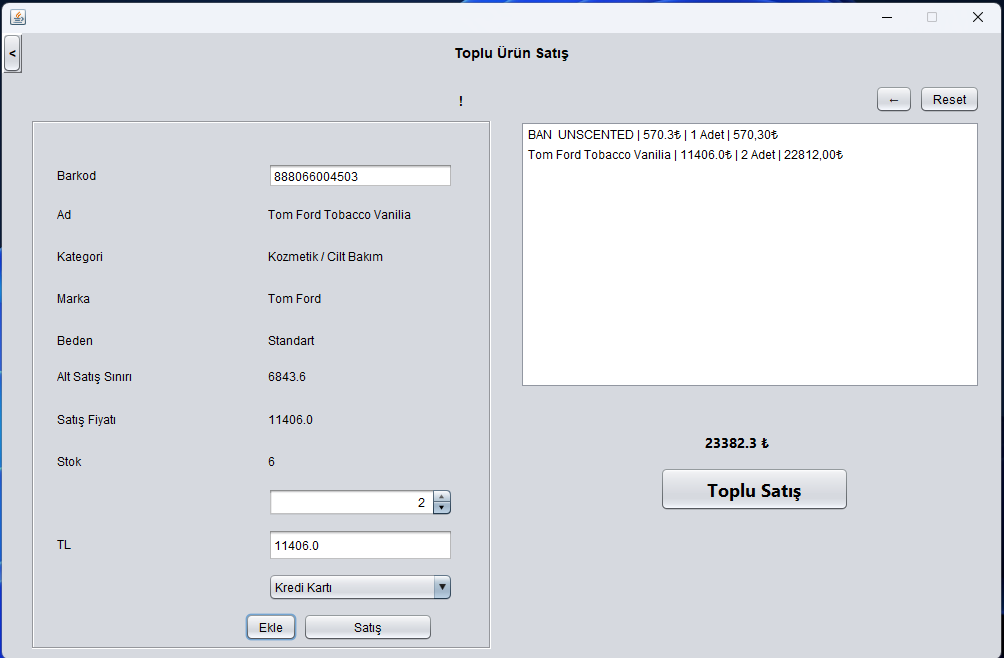 <
Toplu Ürün Satış
!
← Reset
Barkod 888066004503
Ad Tom Ford Tobacco Vanilia
Kategori Kozmetik / Cilt Bakım
Marka Tom Ford
Beden Standart
Alt Satış Sınırı 6843.6
Satış Fiyatı 11406.0
Stok 6
2
TL 11406.0
Kredi Kartı
Ekle Satış
BAN  UNSCENTED | 570.3₺ | 1 Adet | 570,30₺
Tom Ford Tobacco Vanilia | 11406.0₺ | 2 Adet | 22812,00₺
23382.3 ₺
Toplu Satış